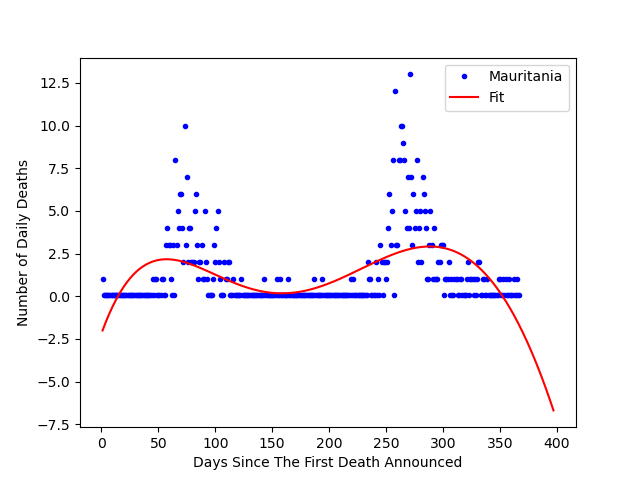 Mauritania
Fit
12.5
10.0
7.5
5.0
2.5
0.0
−2.5
−5.0
−7.5
Number of Daily Deaths
0 50 100 150 200 250 300 350 400
Days Since The First Death Announced